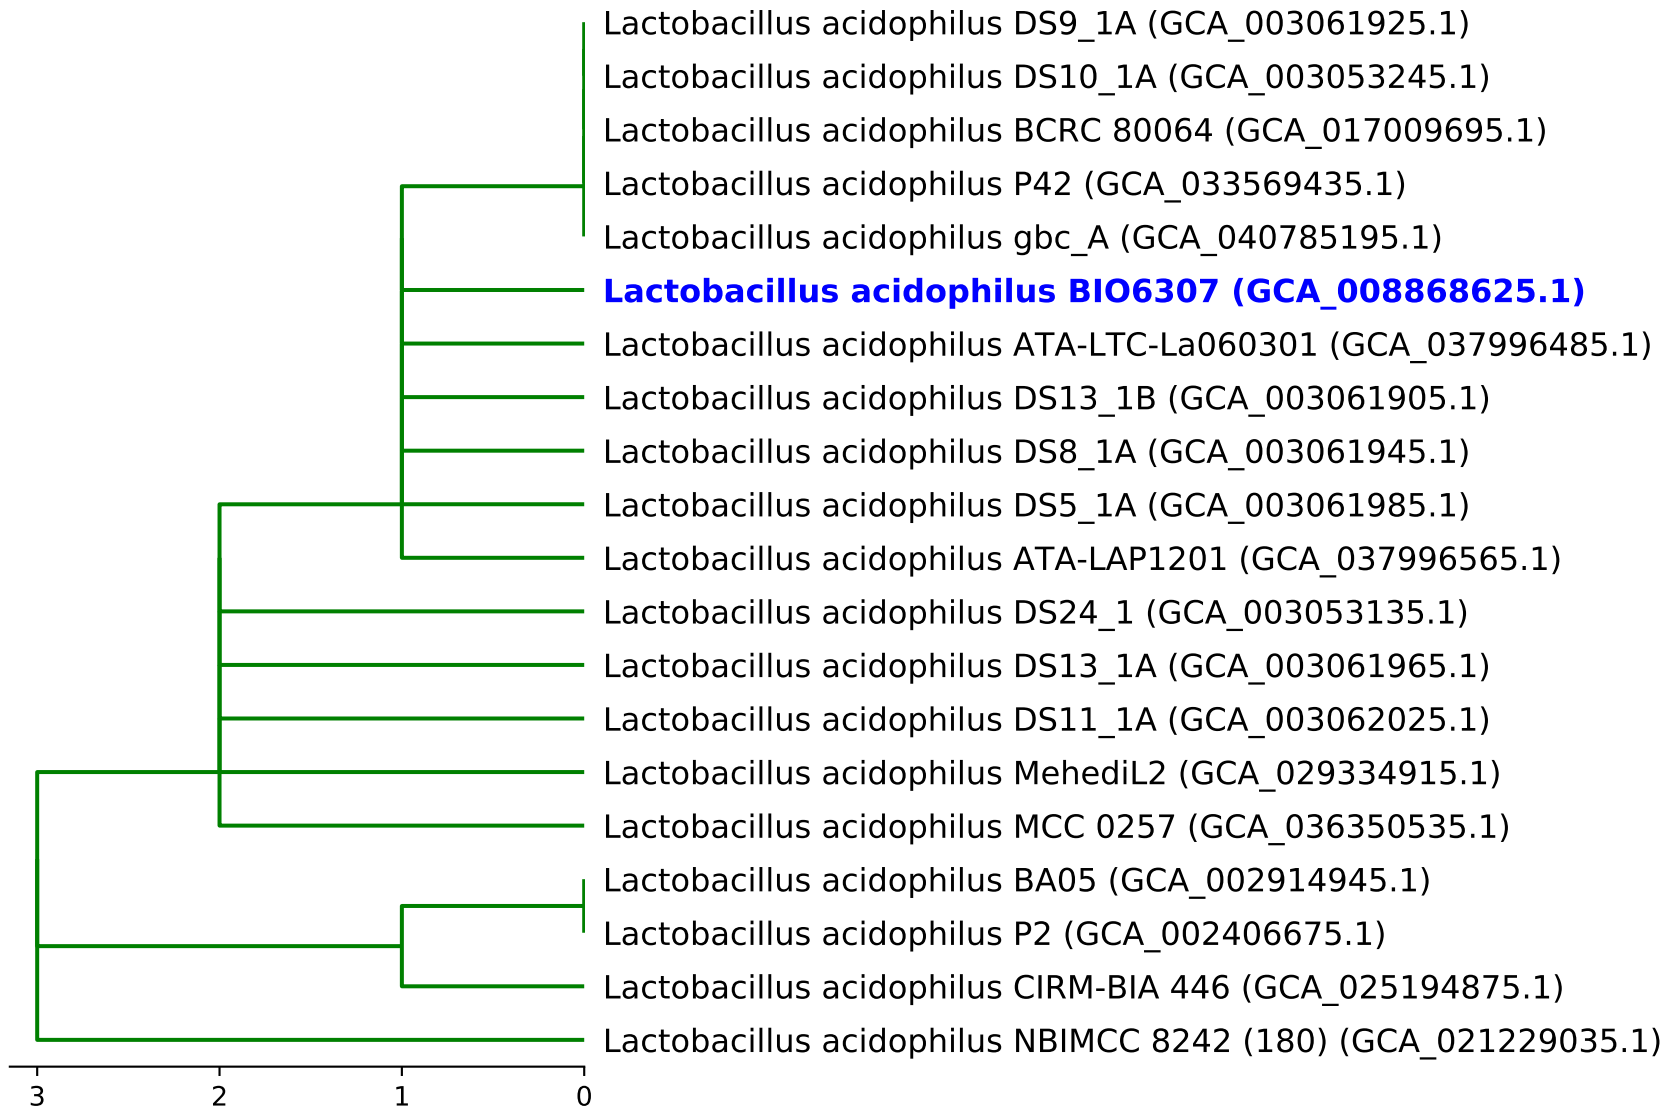 Lactobacillus acidophilus DS9_1A (GCA_003061925.1)
Lactobacillus acidophilus DS10_1A (GCA_003053245.1)
Lactobacillus acidophilus BCRC 80064 (GCA_017009695.1)
Lactobacillus acidophilus P42 (GCA_033569435.1)
Lactobacillus acidophilus gbc_A (GCA_040785195.1)
Lactobacillus acidophilus BIO6307 (GCA_008868625.1)
Lactobacillus acidophilus ATA-LTC-La060301 (GCA_037996485.1)
Lactobacillus acidophilus DS13_1B (GCA_003061905.1)
Lactobacillus acidophilus DS8_1A (GCA_003061945.1)
Lactobacillus acidophilus DS5_1A (GCA_003061985.1)
Lactobacillus acidophilus ATA-LAP1201 (GCA_037996565.1)
Lactobacillus acidophilus DS24_1 (GCA_003053135.1)
Lactobacillus acidophilus DS13_1A (GCA_003061965.1)
Lactobacillus acidophilus DS11_1A (GCA_003062025.1)
Lactobacillus acidophilus MehediL2 (GCA_029334915.1)
Lactobacillus acidophilus MCC 0257 (GCA_036350535.1)
Lactobacillus acidophilus BA05 (GCA_002914945.1)
Lactobacillus acidophilus P2 (GCA_002406675.1)
Lactobacillus acidophilus CIRM-BIA 446 (GCA_025194875.1)
Lactobacillus acidophilus NBIMCC 8242 (180) (GCA_021229035.1)
3 2 1 0